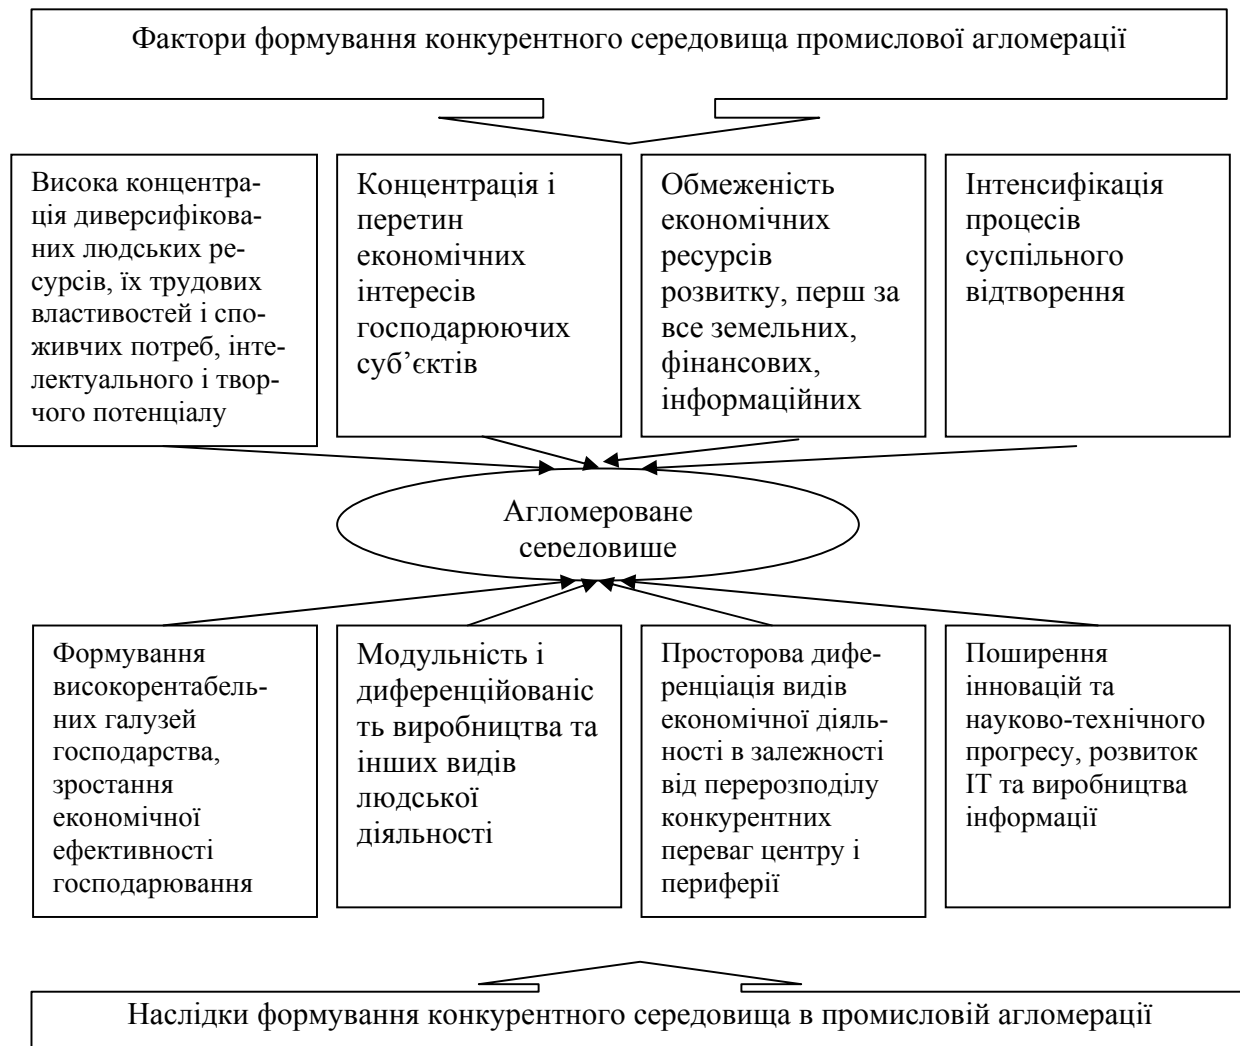 Фактори формування конкурентного середовища промислової агломерації
Висока концентра-
ція диверсифікова-
них людських ре-
сурсів, їх трудових
властивостей і спо-
живчих потреб, інте-
лектуального і твор-
чого потенціалу
Концентрація і
перетин
економічних
інтересів
господарюючих
суб’єктів
Обмеженість
економічних
ресурсів
розвитку, перш за
все земельних,
фінансових,
інформаційних
Інтенсифікація
процесів
суспільного
відтворення
Агломероване
середовише
Формування
високорентабель-
них галузей
господарства,
зростання
економічної
ефективності
господарювання
Модульність і
диференційованіс
ть виробництва та
інших видів
людської
діяльності
Просторова дифе-
ренціація видів
економічної діяль-
ності в залежності
від перерозподілу
конкурентних
переваг центру і
периферії
Поширення
інновацій та
науково-технічного
прогресу, розвиток
ІТ та виробництва
інформації
Наслідки формування конкурентного середовища в промисловій агломерації